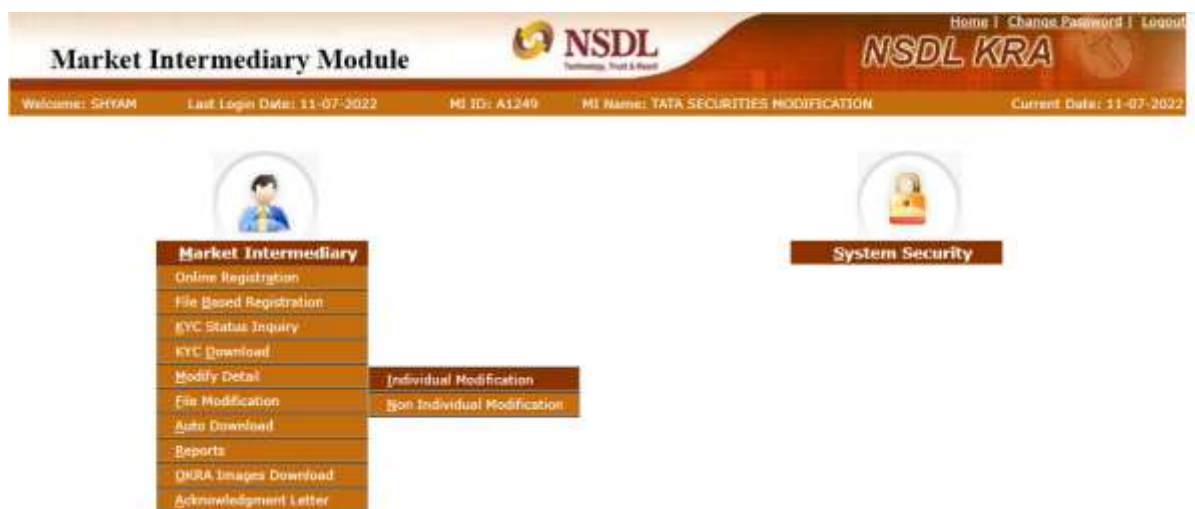 Home | Change Password | Logout
Market Intermediary Module
NSDL
Technology, Trust & Reach
NSDL KRA
Welcome: SHYAM Last Login Date: 11-07-2022 MI ID: A1249 MI Name: TATA SECURITIES MODIFICATION Current Date: 11-07-2022
Market Intermediary
System Security
Online Registration
File Based Registration
KYC Status Inquiry
KYC Download
Modify Detail
Individual Modification
File Modification
Non Individual Modification
Auto Download
Reports
OKRA Images Download
Acknowledgment Letter